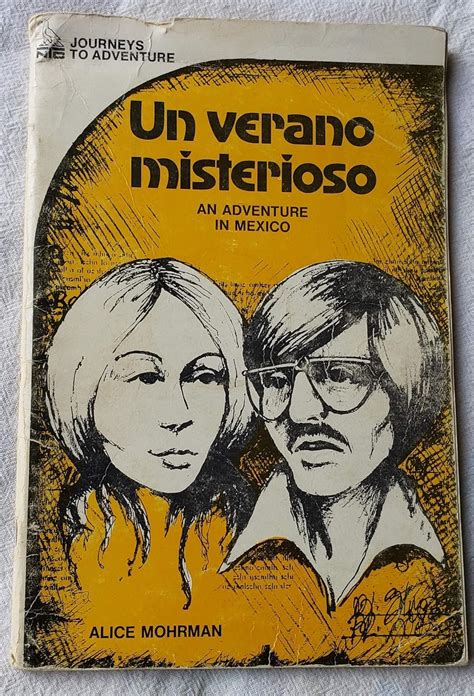 JOURNEYS
TO ADVENTURE
Un verano
misterioso
AN ADVENTURE
IN MEXICO
ALICE MOHRMAN